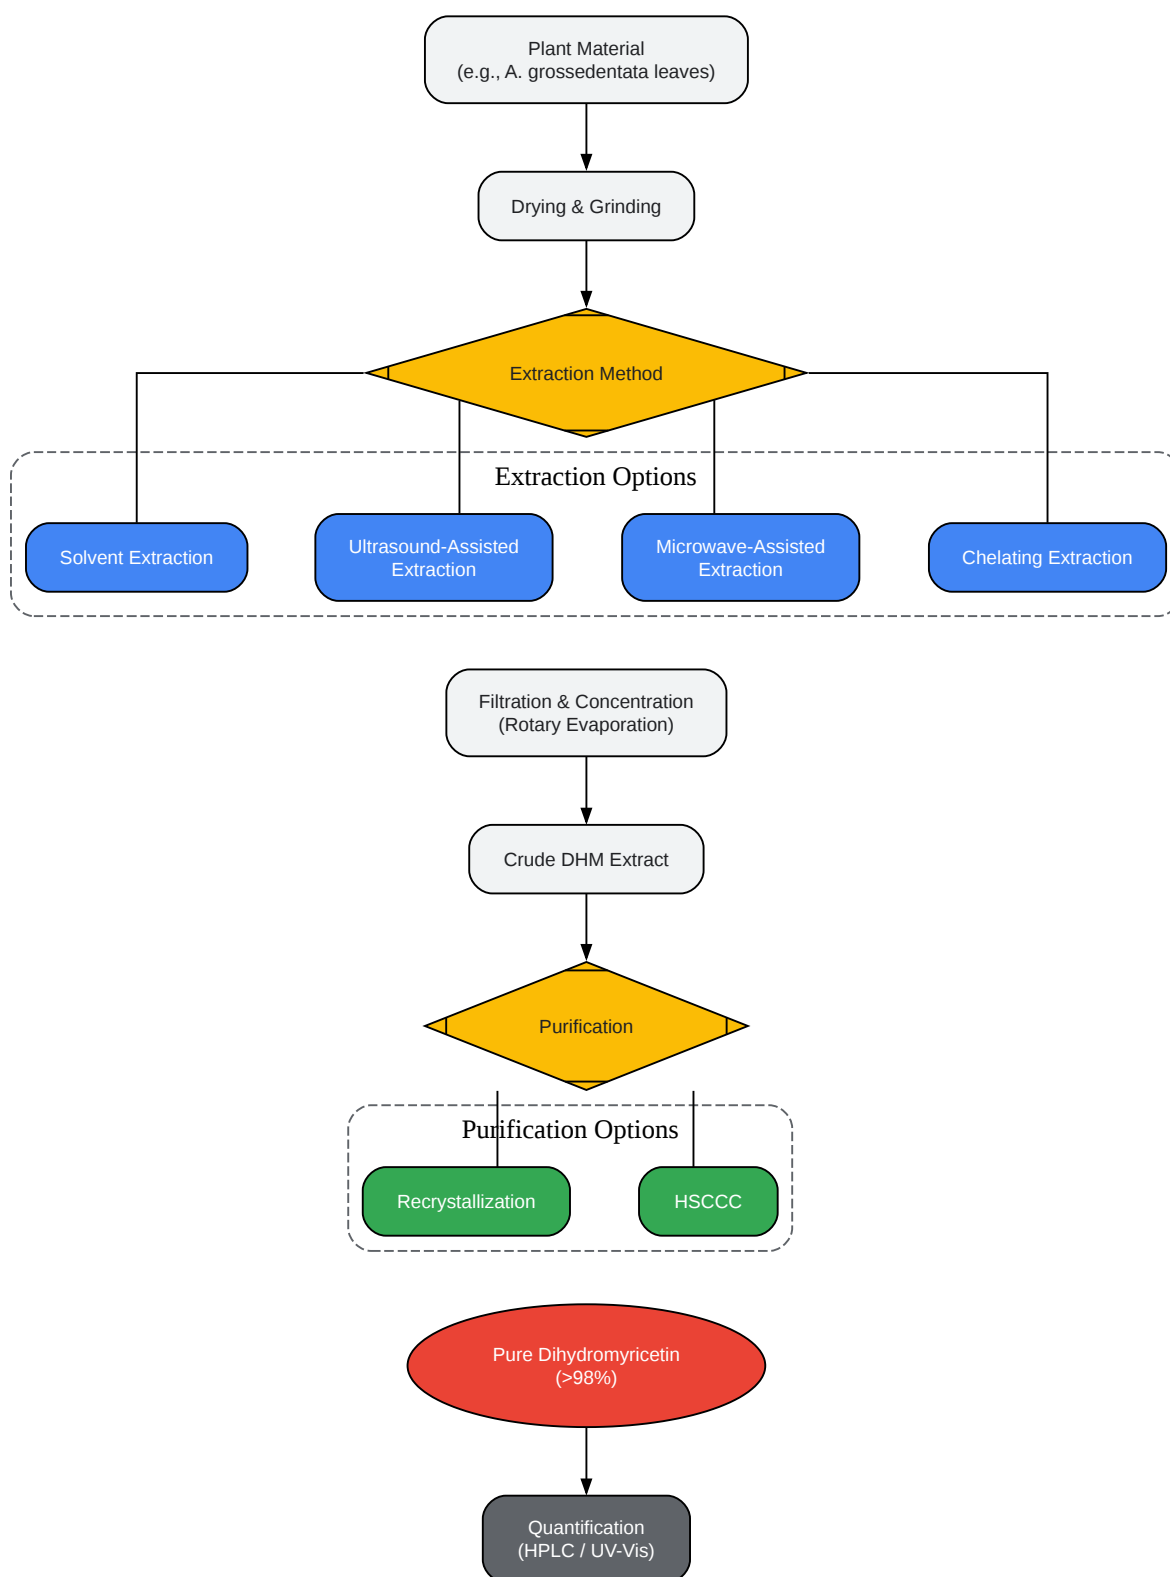 Plant Material
(e.g., A. grossedentata leaves)
Drying & Grinding
Extraction Method
Extraction Options
Solvent Extraction
Ultrasound-Assisted
Extraction
Microwave-Assisted
Extraction
Chelating Extraction
Filtration & Concentration
(Rotary Evaporation)
Crude DHM Extract
Purification
Purification Options
Recrystallization
HSCCC
Pure Dihydromyricetin
(>98%)
Quantification
(HPLC / UV-Vis)